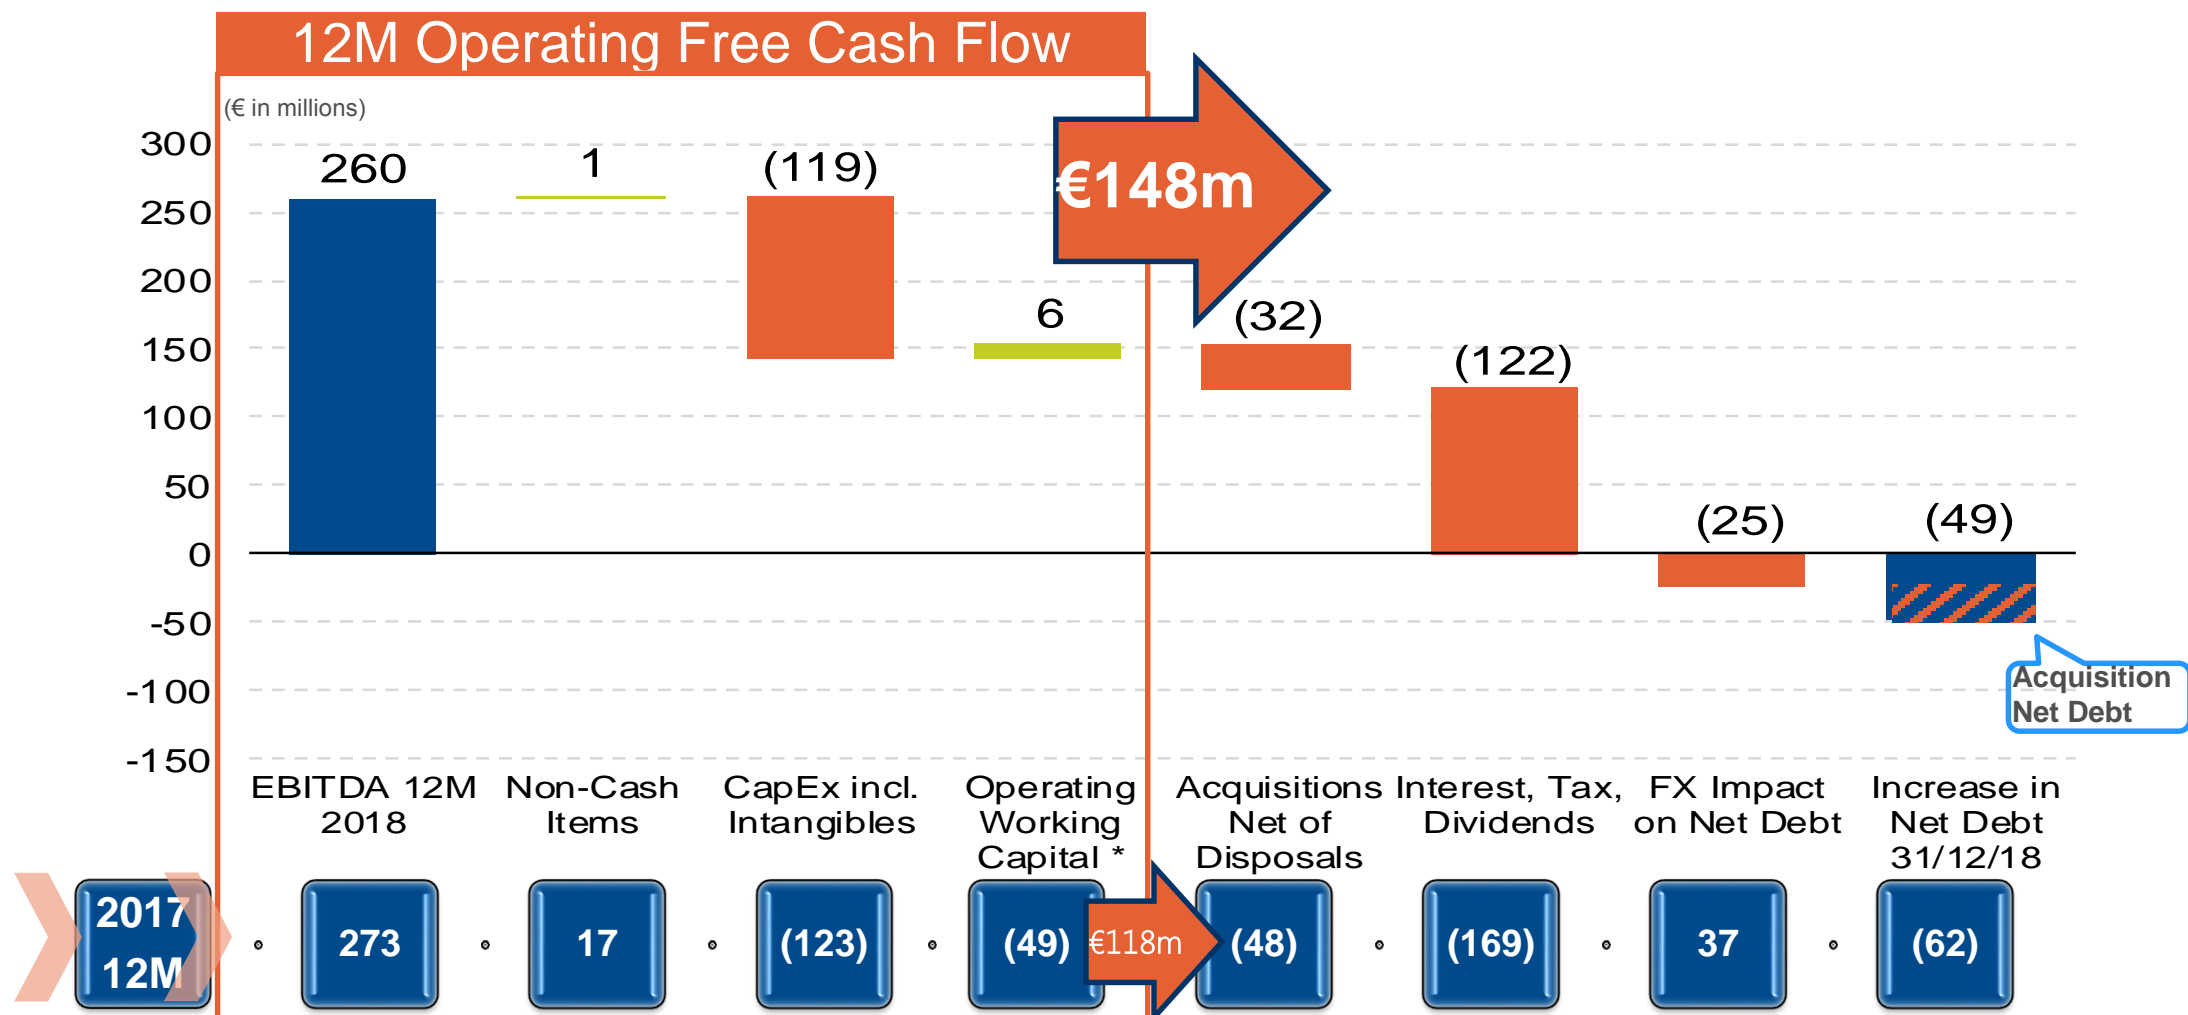 12M Operating Free Cash Flow
(€ in millions)
€148m
300
250
200
150
100
50
0
-50
-100
-150
260
1
(119)
6
(32)
(122)
(25)
(49)
Acquisition
Net Debt
EBITDA 12M
2018
Non-Cash
Items
CapEx incl.
Intangibles
Operating
Working
Capital *
Acquisitions
Net of
Disposals
Interest, Tax,
Dividends
FX Impact
on Net Debt
Increase in
Net Debt
31/12/18
2017
12M
273
17
(123)
(49)
€118m
(48)
(169)
37
(62)